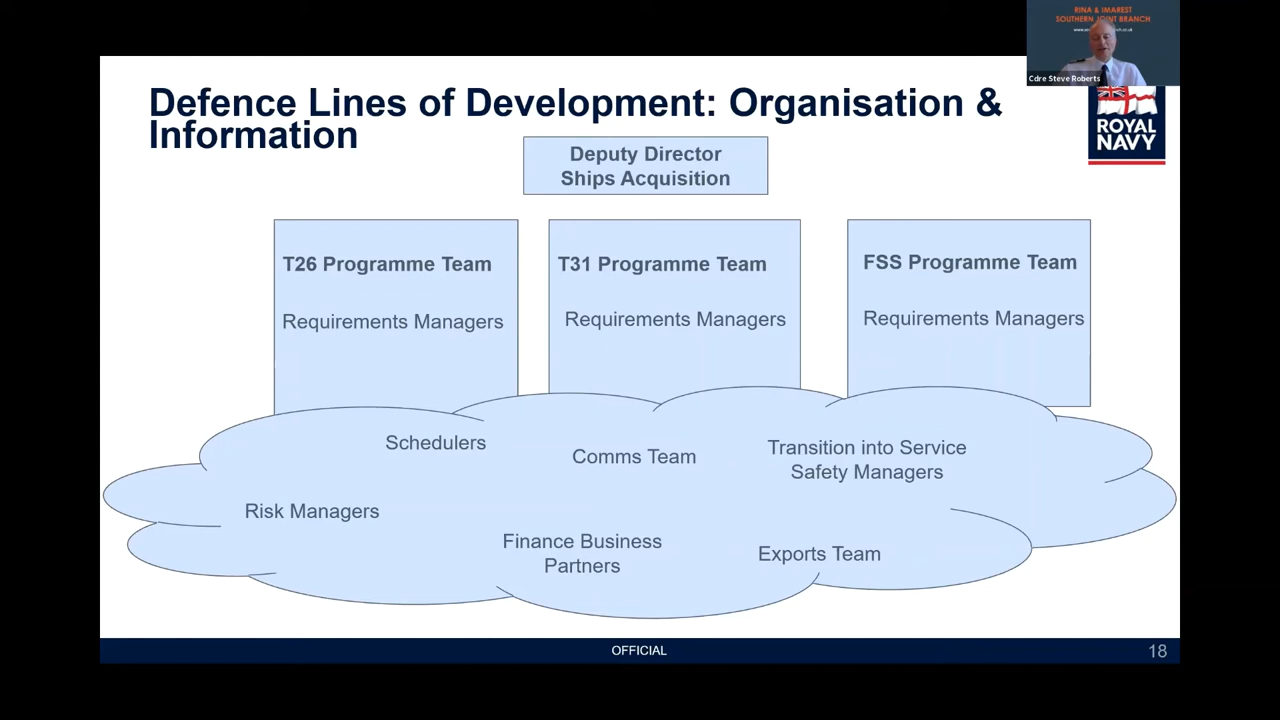 RINA & IMAREST
SOUTHERN JOINT BRANCH
Cdre Steve Roberts
Defence Lines of Development: Organisation &
Information
ROYAL
NAVY
Deputy Director
Ships Acquisition
T26 Programme Team
Requirements Managers
T31 Programme Team
Requirements Managers
FSS Programme Team
Requirements Managers
Schedulers
Comms Team
Transition into Service
Safety Managers
Risk Managers
Finance Business
Partners
Exports Team
OFFICIAL
18